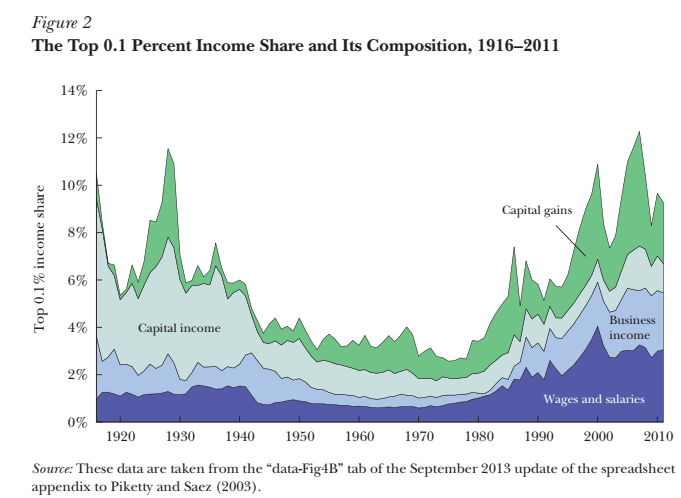 Figure 2
The Top 0.1 Percent Income Share and Its Composition, 1916–2011
14%
12%
10%
8%
6%
4%
2%
0%
Top 0.1% income share
Capital gains
Capital income
Business
income
Wages and salaries
1920 1930 1940 1950 1960 1970 1980 1990 2000 2010
Source: These data are taken from the “data-Fig4B” tab of the September 2013 update of the spreadsheet
appendix to Piketty and Saez (2003).